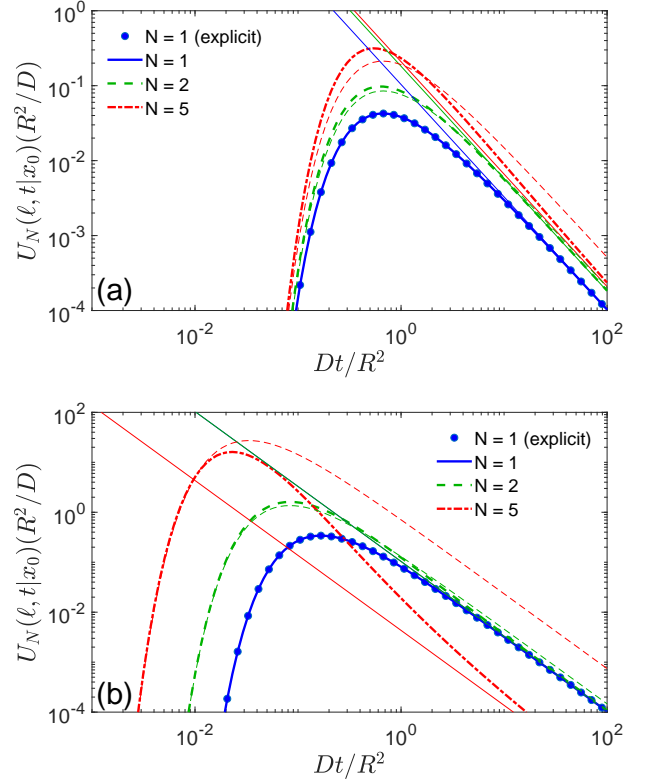 10^0
10^-1
10^-2
10^-3
10^-4
U_N(ℓ, t|x_0)(R^2/D)
N = 1 (explicit)
N = 1
N = 2
N = 5
(a)
10^-2
10^0
10^2
Dt/R^2
10^2
10^0
10^-2
10^-4
U_N(ℓ, t|x_0)(R^2/D)
N = 1 (explicit)
N = 1
N = 2
N = 5
(b)
10^-2
10^0
10^2
Dt/R^2